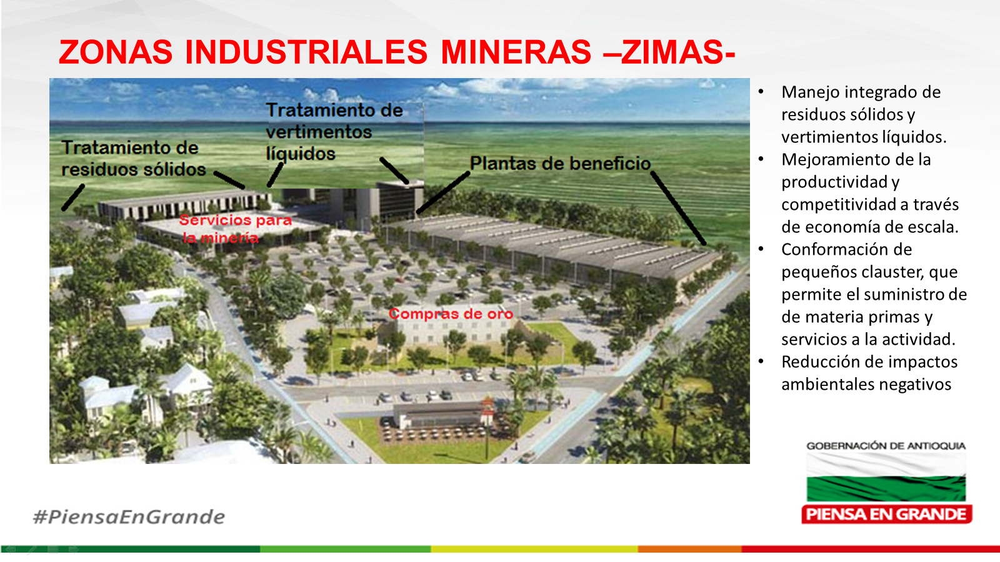 ZONAS INDUSTRIALES MINERAS –ZIMAS-
Tratamiento de
residuos sólidos
Tratamiento de
vertimentos
líquidos
Plantas de beneficio
Servicios para
la minería
Compras de oro
• Manejo integrado de
residuos sólidos y
vertimientos líquidos.
• Mejoramiento de la
productividad y
competitividad a través
de economía de escala.
• Conformación de
pequeños clauster, que
permite el suministro de
de materia primas y
servicios a la actividad.
• Reducción de impactos
ambientales negativos
GOBERNACIÓN DE ANTIOQUIA
PIENSA EN GRANDE
#PiensaEnGrande